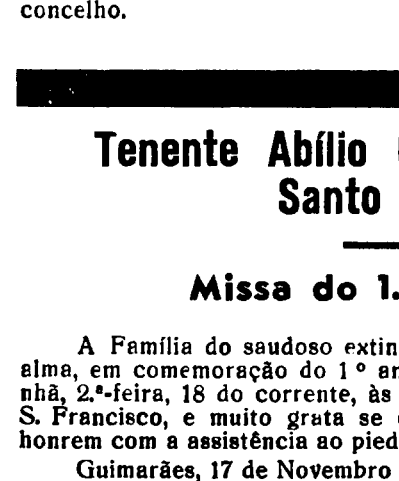 concelho.
Tenente Abílio
Santo
Missa do 1.
A Família do saudoso extin
alma, em comemoração do 1º an
nhã, 2.ª-feira, 18 do corrente, às
S. Francisco, e muito grata se
honrem com a assistência ao pied
Guimarães, 17 de Novembro